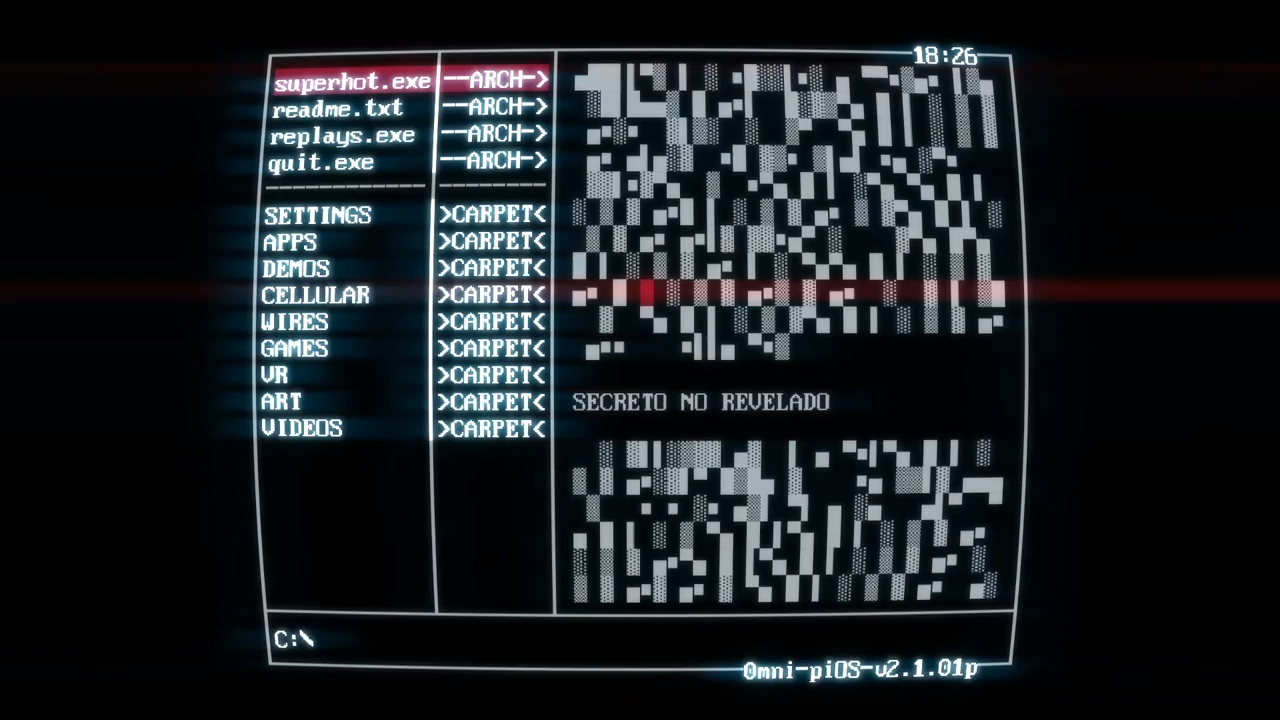 18:26
superhot.exe --ARCH->
readme.txt --ARCH->
replays.exe --ARCH->
quit.exe --ARCH->
SETTINGS >CARPET<
APPS >CARPET<
DEMOS >CARPET<
CELLULAR >CARPET<
WIRES >CARPET<
GAMES >CARPET<
VR >CARPET<
ART >CARPET<
VIDEOS >CARPET<
SECRETO NO REVELADO
C:\
0mni-piOS-v2.1.01p